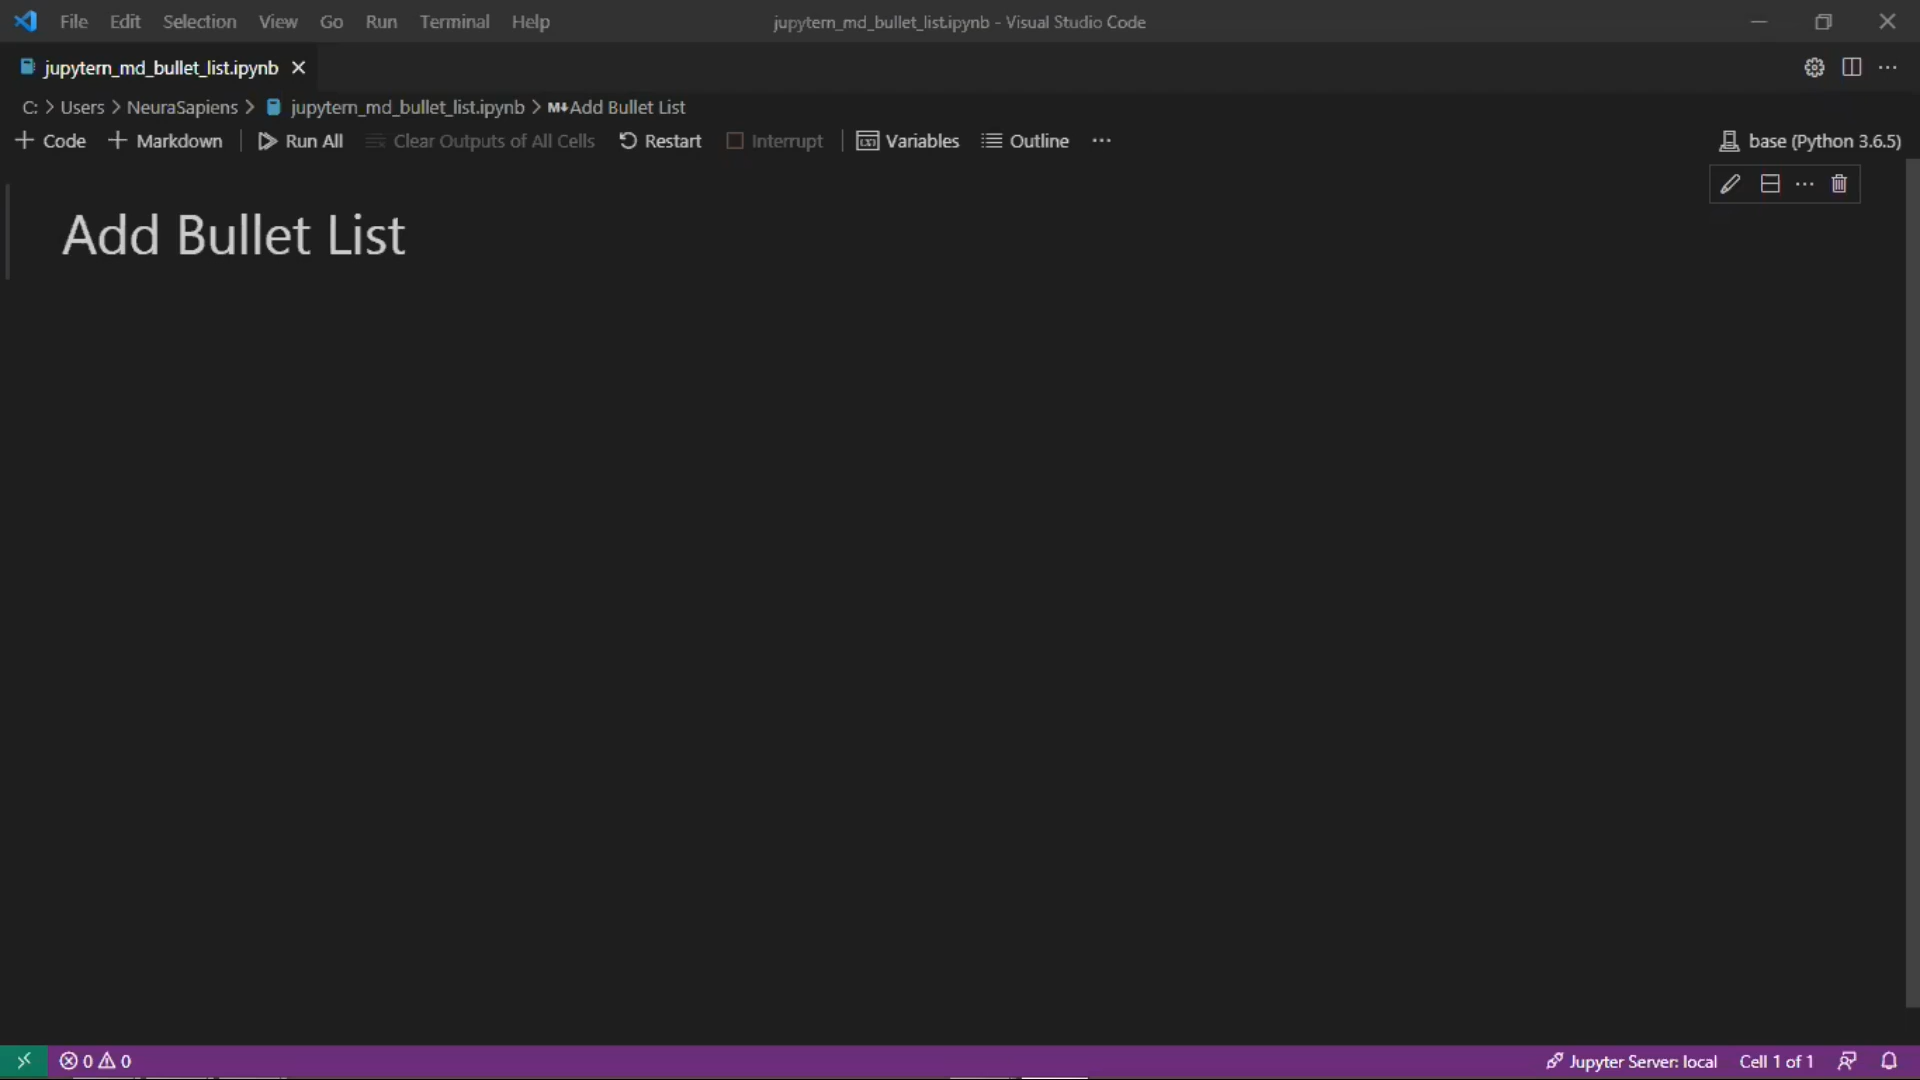 File Edit Selection View Go Run Terminal Help jupytern_md_bullet_list.ipynb - Visual Studio Code
jupytern_md_bullet_list.ipynb
C: > Users > NeuraSapiens > jupytern_md_bullet_list.ipynb > M↓Add Bullet List
+ Code + Markdown Run All Clear Outputs of All Cells Restart Interrupt Variables Outline ··· base (Python 3.6.5)
Add Bullet List
0 0 Jupyter Server: local Cell 1 of 1